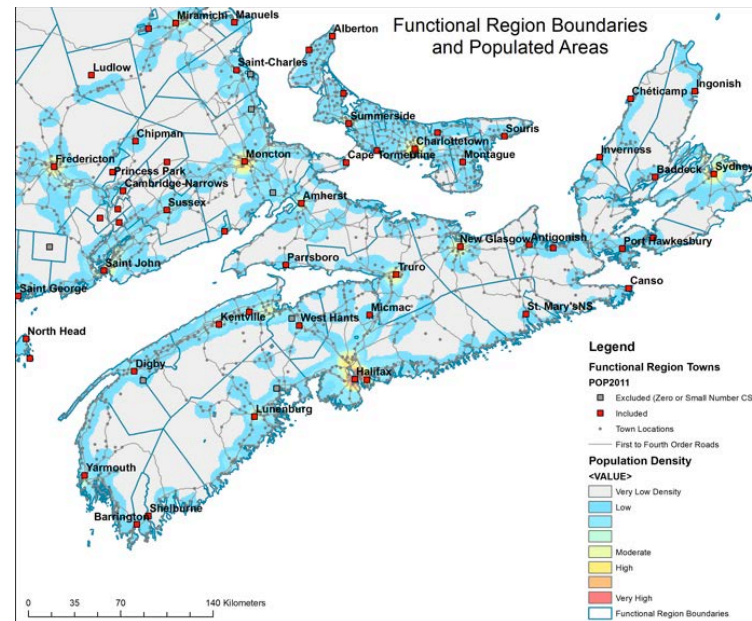 Functional Region Boundaries
and Populated Areas
Miramichi
Manuels
Alberton
Ludlow
Saint-Charles
Chéticamp
Ingonish
Summerside
Chipman
Charlottetown
Souris
Fredericton
Moncton
Cape Tormentine
Montague
Inverness
Sydney
Princess Park
Baddeck
Cambridge-Narrows
Sussex
Amherst
New Glasgow
Antigonish
Port Hawkesbury
Saint John
Parrsboro
Truro
Saint George
Canso
Kentville
West Hants
Micmac
St. Mary'sNS
North Head
Digby
Halifax
Lunenburg
Yarmouth
Barrington
Shelburne
Legend
Functional Region Towns
POP2011
Excluded (Zero or Small Number CS
Included
Town Locations
First to Fourth Order Roads
Population Density
<VALUE>
Very Low Density
Low
Moderate
High
Very High
Functional Region Boundaries
0 35 70 140 Kilometers